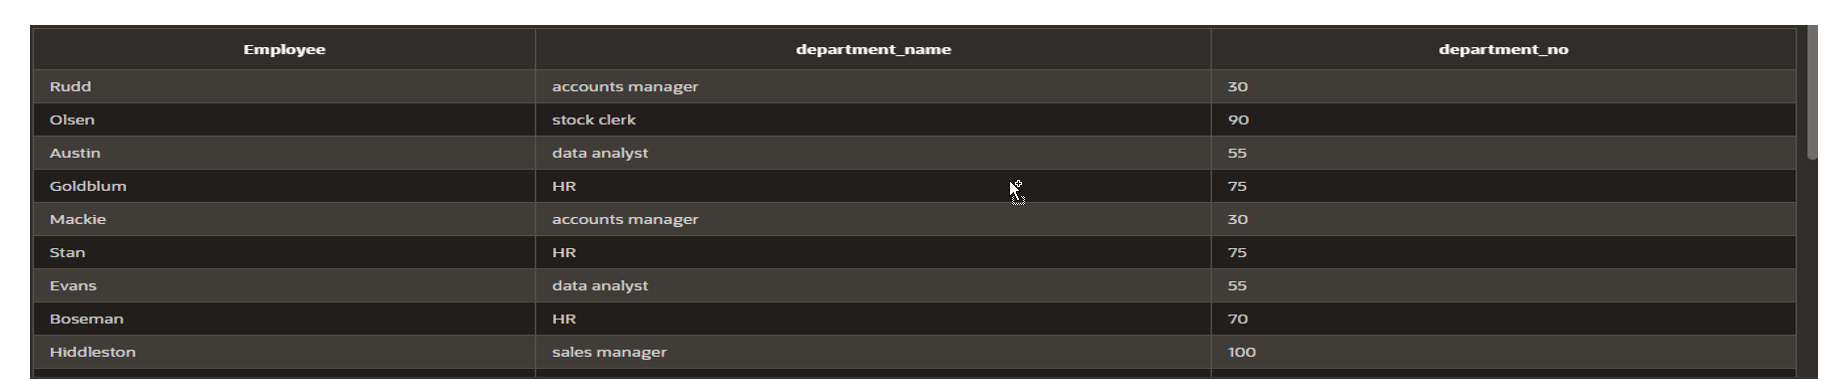 Employee department_name department_no
Rudd accounts manager 30
Olsen stock clerk 90
Austin data analyst 55
Goldblum HR 75
Mackie accounts manager 30
Stan HR 75
Evans data analyst 55
Boseman HR 70
Hiddleston sales manager 100